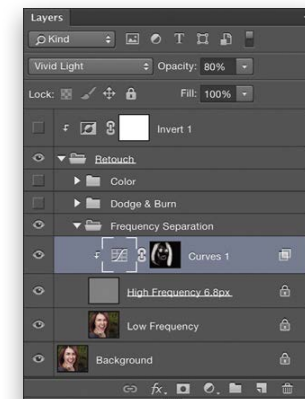 Layers
Kind
Vivid Light Opacity: 80%
Lock: Fill: 100%
Invert 1
Retouch
Color
Dodge & Burn
Frequency Separation
Curves 1
High Frequency 6.8px
Low Frequency
Background
fx